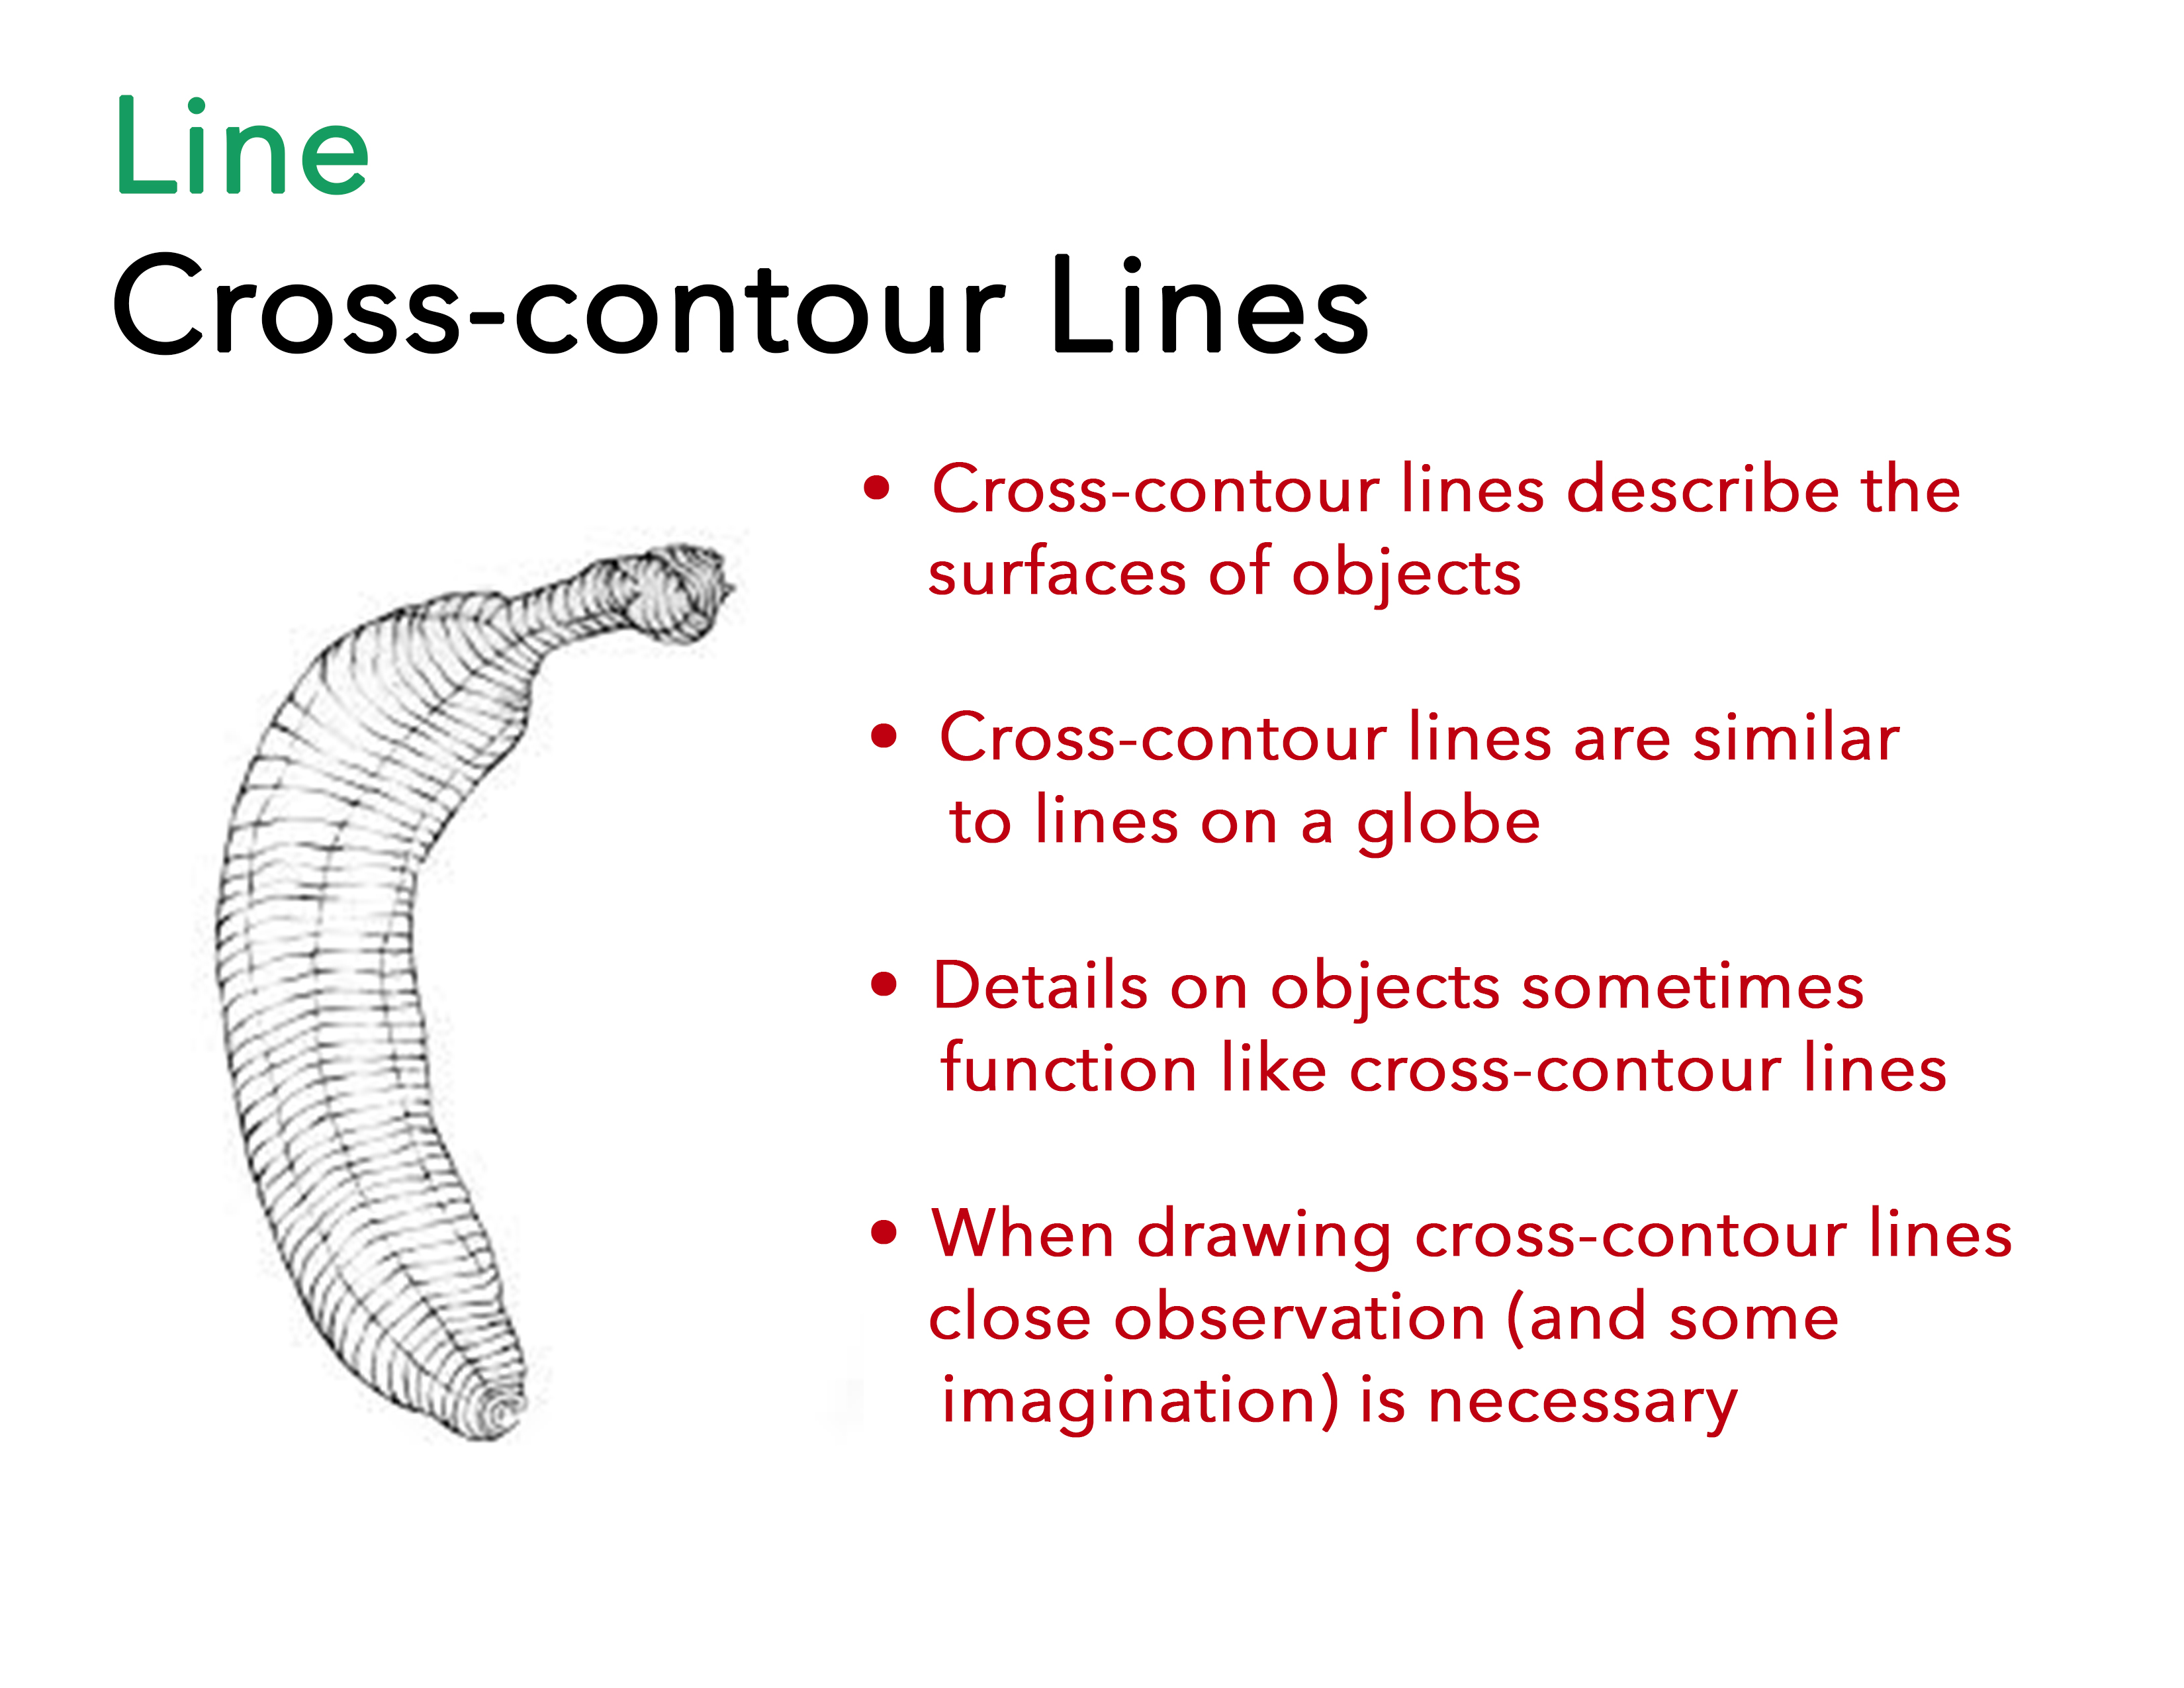 Line
Cross-contour Lines
• Cross-contour lines describe the
surfaces of objects
• Cross-contour lines are similar
to lines on a globe
• Details on objects sometimes
function like cross-contour lines
• When drawing cross-contour lines
close observation (and some
imagination) is necessary